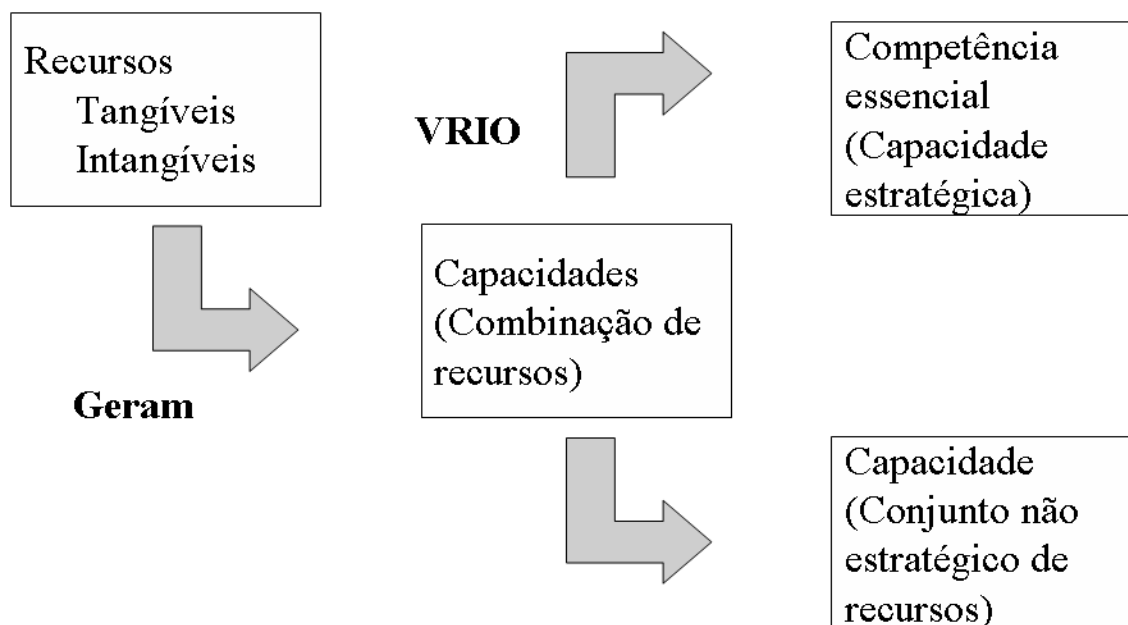 Recursos
Tangíveis
Intangíveis
Geram
VRIO
Capacidades
(Combinação de
recursos)
Competência
essencial
(Capacidade
estratégica)
Capacidade
(Conjunto não
estratégico de
recursos)